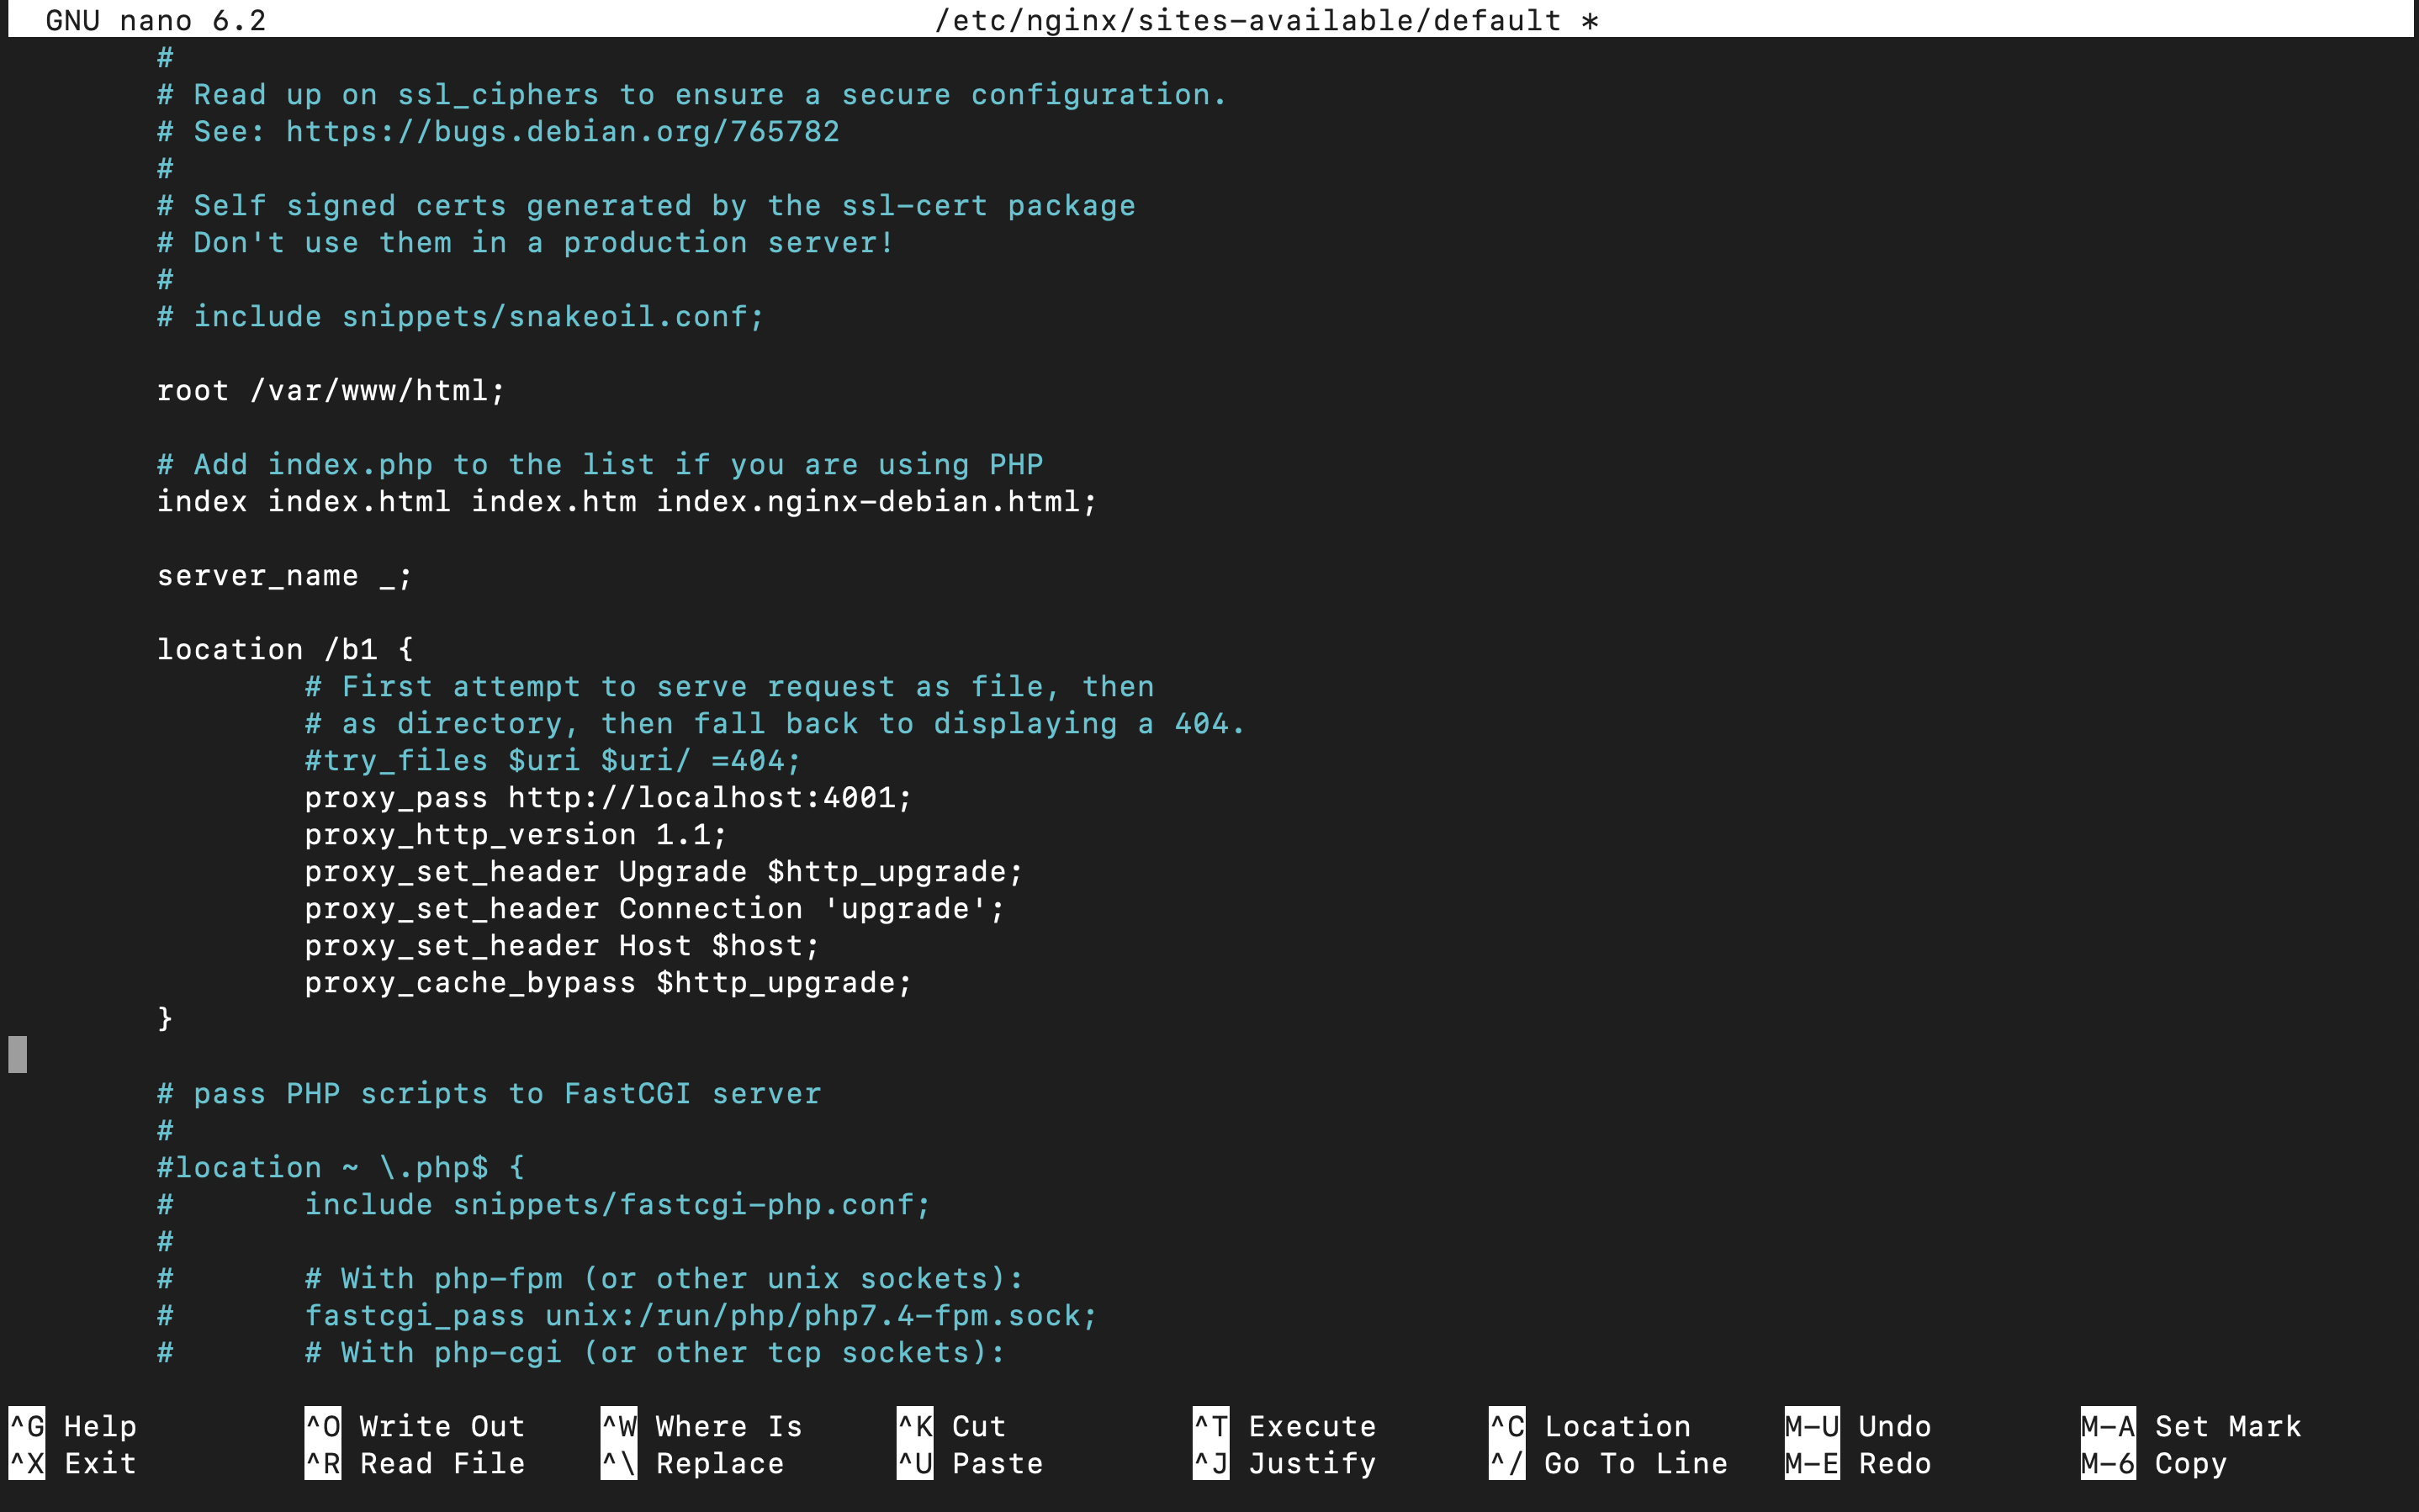 GNU nano 6.2 /etc/nginx/sites-available/default *
#
# Read up on ssl_ciphers to ensure a secure configuration.
# See: https://bugs.debian.org/765782
#
# Self signed certs generated by the ssl-cert package
# Don't use them in a production server!
#
# include snippets/snakeoil.conf;
root /var/www/html;
# Add index.php to the list if you are using PHP
index index.html index.htm index.nginx-debian.html;
server_name _;
location /b1 {
# First attempt to serve request as file, then
# as directory, then fall back to displaying a 404.
#try_files $uri $uri/ =404;
proxy_pass http://localhost:4001;
proxy_http_version 1.1;
proxy_set_header Upgrade $http_upgrade;
proxy_set_header Connection 'upgrade';
proxy_set_header Host $host;
proxy_cache_bypass $http_upgrade;
}
# pass PHP scripts to FastCGI server
#
#location ~ \.php$ {
# include snippets/fastcgi-php.conf;
#
# # With php-fpm (or other unix sockets):
# fastcgi_pass unix:/run/php/php7.4-fpm.sock;
# # With php-cgi (or other tcp sockets):
^G Help ^O Write Out ^W Where Is ^K Cut ^T Execute ^C Location M-U Undo M-A Set Mark
^X Exit ^R Read File ^\ Replace ^U Paste ^J Justify ^/ Go To Line M-E Redo M-6 Copy